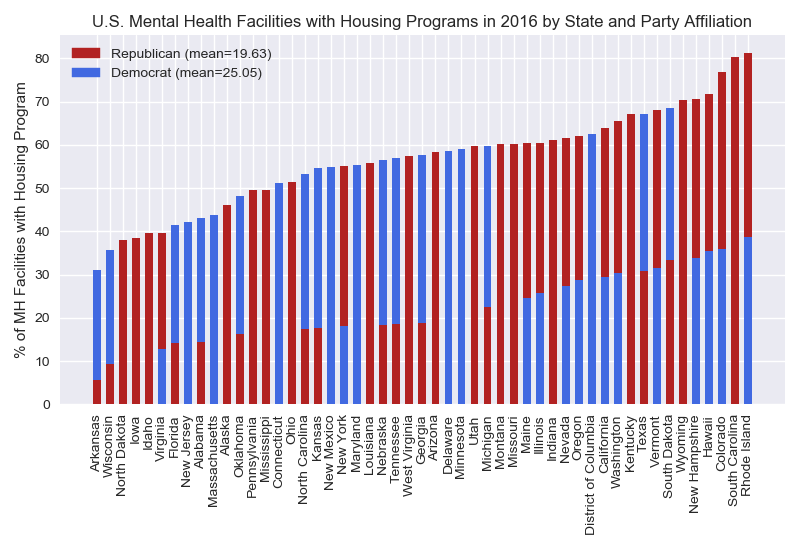 U.S. Mental Health Facilities with Housing Programs in 2016 by State and Party Affiliation
Republican (mean=19.63)
Democrat (mean=25.05)
% of MH Facilities with Housing Program
80
70
60
50
40
30
20
10
0
Arkansas
Wisconsin
North Dakota
Iowa
Idaho
Virginia
Florida
New Jersey
Alabama
Massachusetts
Alaska
Oklahoma
Pennsylvania
Mississippi
Connecticut
Ohio
North Carolina
Kansas
New Mexico
New York
Maryland
Louisiana
Nebraska
Tennessee
West Virginia
Georgia
Arizona
Delaware
Minnesota
Utah
Michigan
Montana
Missouri
Maine
Illinois
Indiana
Nevada
Oregon
District of Columbia
California
Washington
Kentucky
Texas
Vermont
South Dakota
Wyoming
New Hampshire
Hawaii
Colorado
South Carolina
Rhode Island